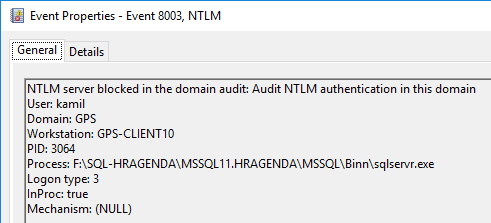 Event Properties - Event 8003, NTLM
General Details
NTLM server blocked in the domain audit: Audit NTLM authentication in this domain
User: kamil
Domain: GPS
Workstation: GPS-CLIENT10
PID: 3064
Process: F:\SQL-HRAGENDA\MSSQL11.HRAGENDA\MSSQL\Binn\sqlservr.exe
Logon type: 3
InProc: true
Mechanism: (NULL)